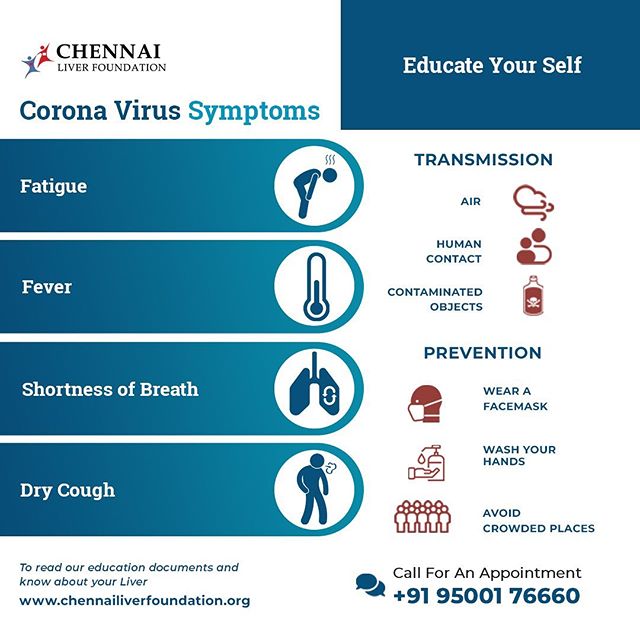 CHENNAI
LIVER FOUNDATION
Educate Your Self
Corona Virus Symptoms
Fatigue
Fever
Shortness of Breath
Dry Cough
TRANSMISSION
AIR
HUMAN
CONTACT
CONTAMINATED
OBJECTS
PREVENTION
WEAR A
FACEMASK
WASH YOUR
HANDS
AVOID
CROWDED PLACES
To read our education documents and
know about your Liver
www.chennailiverfoundation.org
Call For An Appointment
+91 95001 76660